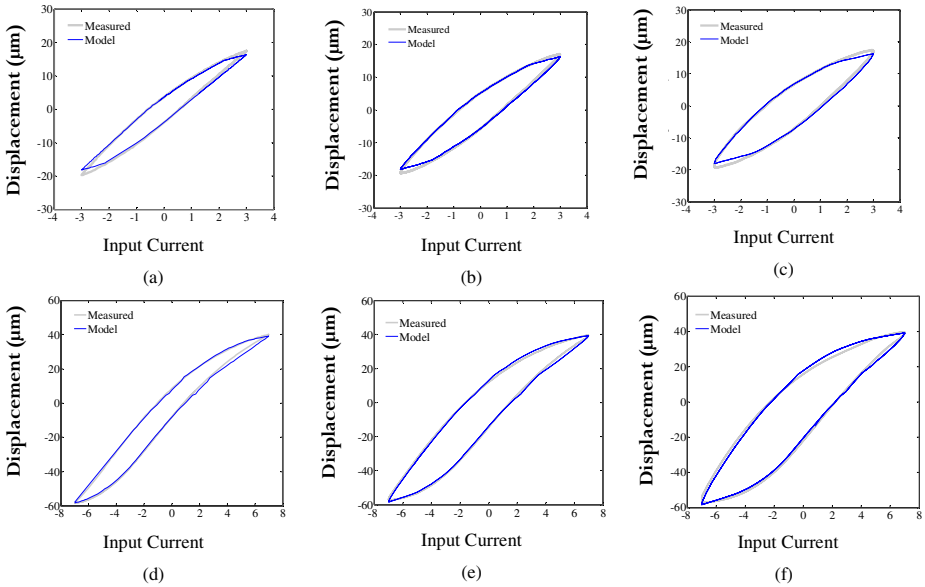 30
20
10
0
-10
-20
-30
Displacement (μm)
Measured
Model
-4 -3 -2 -1 0 1 2 3 4
Input Current
(a)
30
20
10
0
-10
-20
-30
Displacement (μm)
Measured
Model
-4 -3 -2 -1 0 1 2 3 4
Input Current
(b)
30
20
10
0
-
-20
-30
Displacement (μm)
Measured
Model
-4 -3 -2 -1 0 1 2 3 4
Input Current
(c)
60
40
20
0
-20
-40
-60
Displacement (μm)
Measured
Model
-8 -6 -4 -2 0 2 4 6 8
Input Current
(d)
60
40
20
0
-20
-40
-60
Displacement (μm)
Measured
Model
-8 -6 -4 -2 0 2 4 6 8
Input Current
(e)
60
40
20
0
-20
-40
-60
Displacement (μm)
Measured
Model
-8 -6 -4 -2 0 2 4 6 8
Input Current
(f)